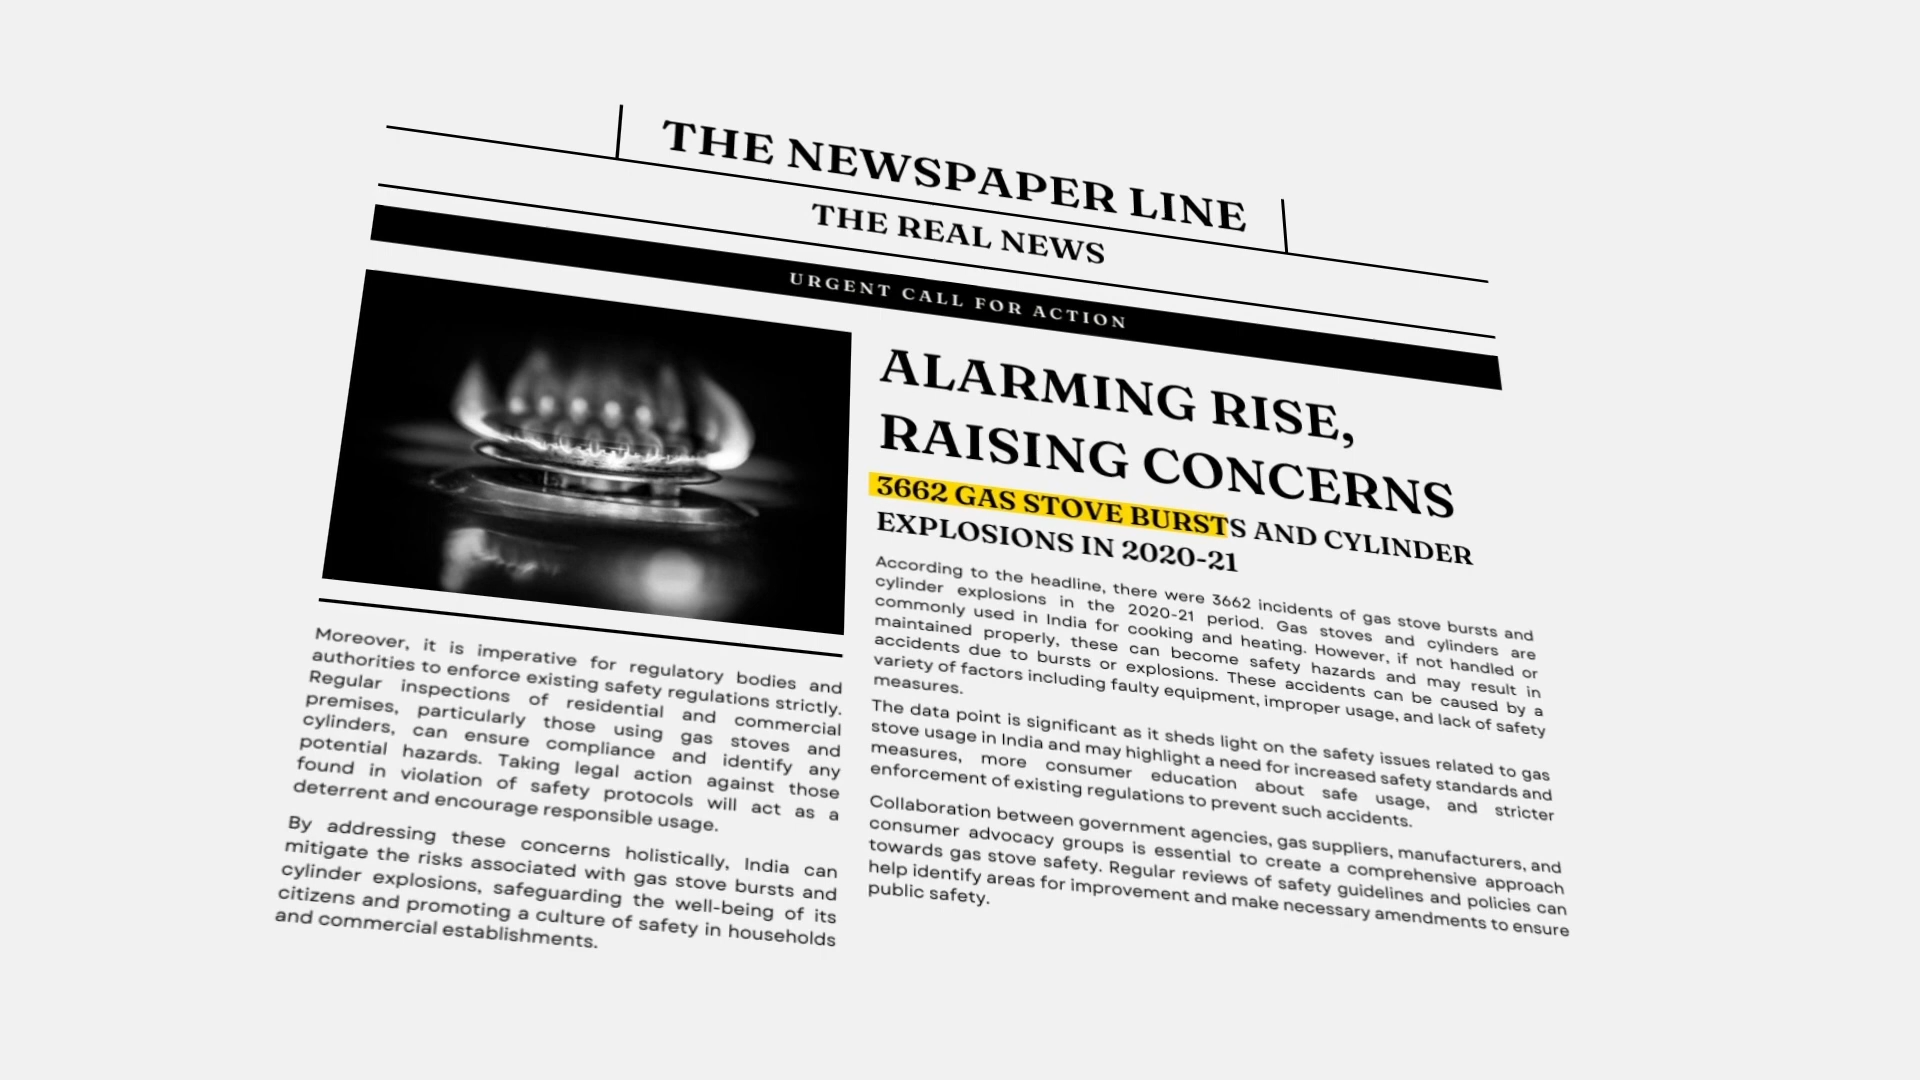 THE NEWSPAPER LINE
THE REAL NEWS
URGENT CALL FOR ACTION
ALARMING RISE,
RAISING CONCERNS
3662 GAS STOVE BURSTS AND CYLINDER
EXPLOSIONS IN 2020-21
According to the headline, there were 3662 incidents of gas stove bursts and
cylinder explosions in the 2020-21 period. Gas stoves and cylinders are
commonly used in India for cooking and heating. However, if not handled or
maintained properly, these can become safety hazards and may result in
accidents due to bursts or explosions. These accidents can be caused by a
variety of factors including faulty equipment, improper usage, and lack of safety
measures.
The data point is significant as it sheds light on the safety issues related to gas
stove usage in India and may highlight a need for increased safety standards and
measures, more consumer education about safe usage, and stricter
enforcement of existing regulations to prevent such accidents.
Collaboration between government agencies, gas suppliers, manufacturers, and
consumer advocacy groups is essential to create a comprehensive approach
towards gas stove safety. Regular reviews of safety guidelines and policies can
help identify areas for improvement and make necessary amendments to ensure
public safety.
Moreover, it is imperative for regulatory bodies and
authorities to enforce existing safety regulations strictly.
Regular inspections of residential and commercial
premises, particularly those using gas stoves and
cylinders, can ensure compliance and identify any
potential hazards. Taking legal action against those
found in violation of safety protocols will act as a
deterrent and encourage responsible usage.
By addressing these concerns holistically, India can
mitigate the risks associated with gas stove bursts and
cylinder explosions, safeguarding the well-being of its
citizens and promoting a culture of safety in households
and commercial establishments.